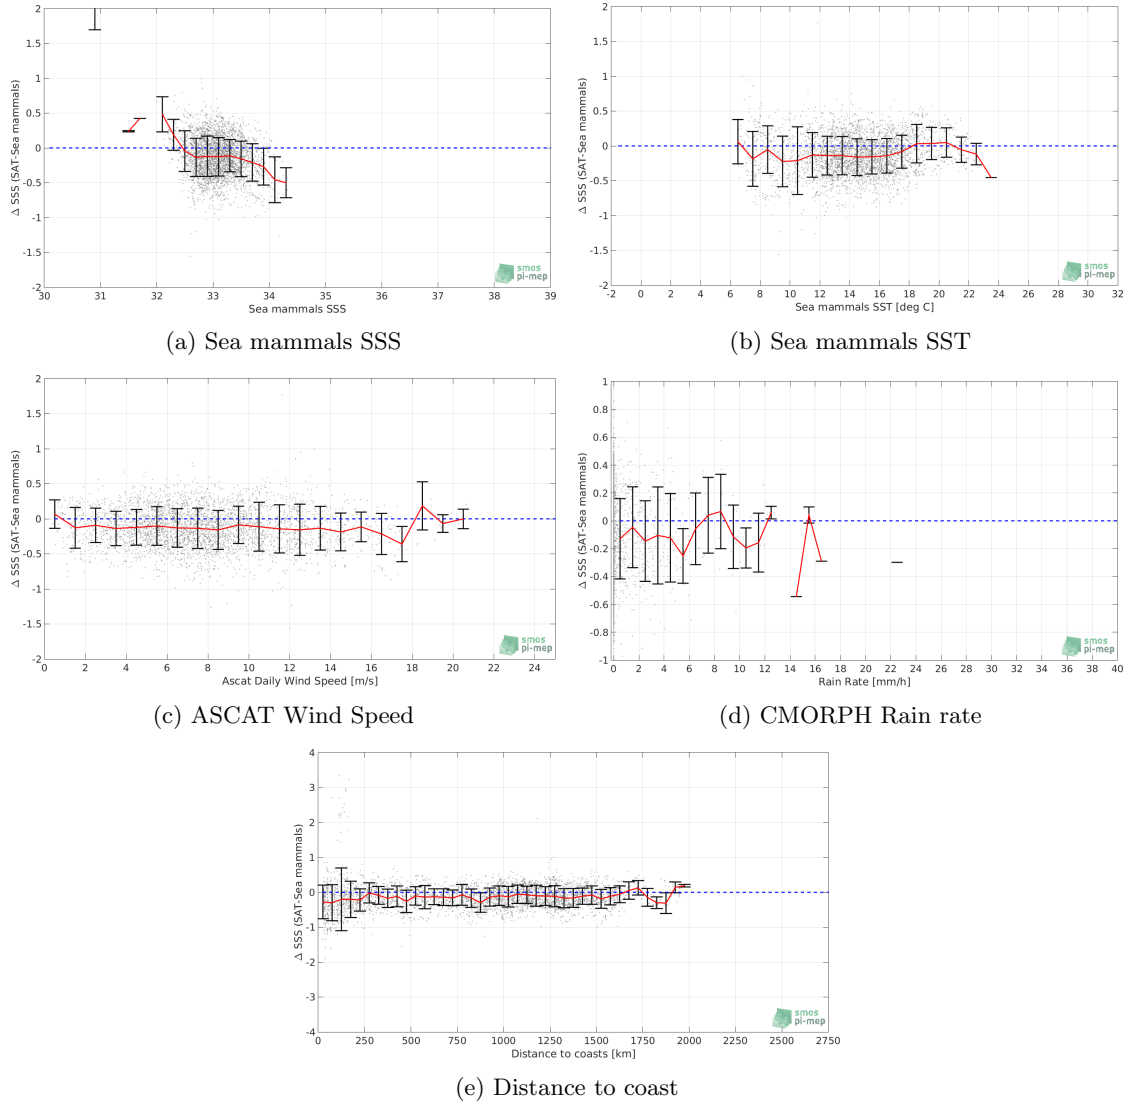 2
1.5
1
0.5
0
-0.5
-1
-1.5
-2
Δ SSS (SAT-Sea mammals)
30 31 32 33 34 35 36 37 38 39
Sea mammals SSS
smos
pi-mep
(a) Sea mammals SSS
2
1.5
1
0.5
0
-0.5
-1
-1.5
-2
Δ SSS (SAT-Sea mammals)
-2 0 2 4 6 8 10 12 14 16 18 20 22 24 26 28 30 32
Sea mammals SST [deg C]
smos
pi-mep
(b) Sea mammals SST
2
1.5
1
0.5
0
-0.5
-1
-1.5
-2
Δ SSS (SAT-Sea mammals)
0 2 4 6 8 10 12 14 16 18 20 22 24
Ascat Daily Wind Speed [m/s]
smos
pi-mep
(c) ASCAT Wind Speed
1
0.8
0.6
0.4
0.2
0
-0.2
-0.4
-0.6
-0.8
-1
Δ SSS (SAT-Sea mammals)
0 2 4 6 8 10 12 14 16 18 20 22 24 26 28 30 32 34 36 38 40
Rain Rate [mm/h]
smos
pi-mep
(d) CMORPH Rain rate
4
3
2
1
0
-1
-2
-3
-4
Δ SSS (SAT-Sea mammals)
0 250 500 750 1000 1250 1500 1750 2000 2250 2500 2750
Distance to coasts [km]
smos
pi-mep
(e) Distance to coast